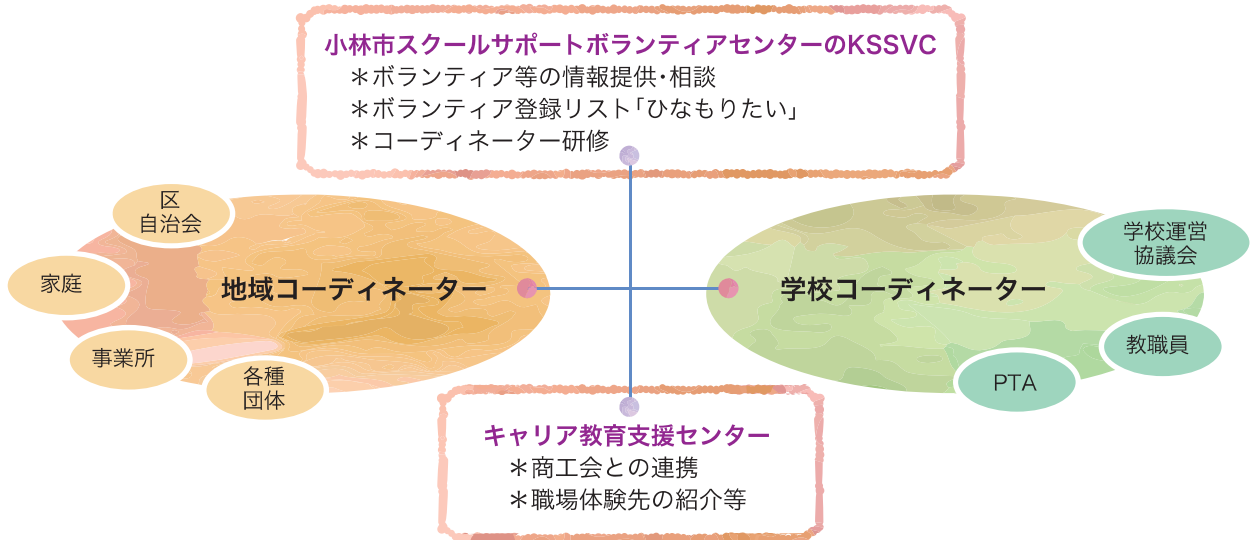 小林市スクールサポートボランティアセンターのKSSVC
＊ボランティア等の情報提供・相談
＊ボランティア登録リスト「ひなもりたい」
＊コーディネーター研修
区
自治会
家庭
事業所
各種
団体
地域コーディネーター
学校コーディネーター
学校運営
協議会
教職員
PTA
キャリア教育支援センター
＊商工会との連携
＊職場体験先の紹介等